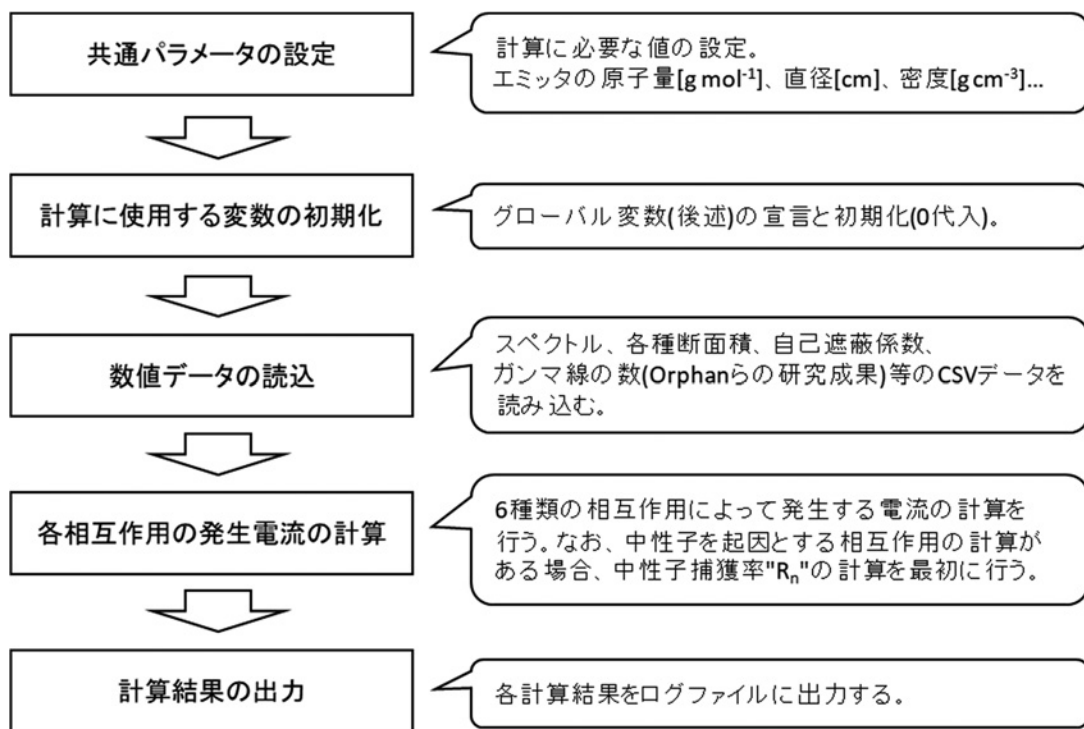 共通パラメータの設定
計算に必要な値の設定。
エミッタの原子量[g mol⁻¹]、直径[cm]、密度[g cm⁻³]...
計算に使用する変数の初期化
グローバル変数(後述)の宣言と初期化(0代入)。
数値データの読込
スペクトル、各種断面積、自己遮蔽係数、
ガンマ線の数(Orphanらの研究成果)等のCSVデータを
読み込む。
各相互作用の発生電流の計算
6種類の相互作用によって発生する電流の計算を
行う。なお、中性子を起因とする相互作用の計算が
ある場合、中性子捕獲率"Rₙ"の計算を最初に行う。
計算結果の出力
各計算結果をログファイルに出力する。